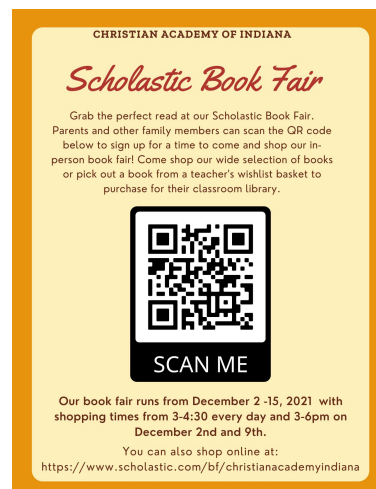 CHRISTIAN ACADEMY OF INDIANA
Scholastic Book Fair
Grab the perfect read at our Scholastic Book Fair.
Parents and other family members can scan the QR code
below to sign up for a time to come and shop our in-
person book fair! Come shop our wide selection of books
or pick out a book from a teacher's wishlist basket to
purchase for their classroom library.
SCAN ME
Our book fair runs from December 2 -15, 2021 with
shopping times from 3-4:30 every day and 3-6pm on
December 2nd and 9th.
You can also shop online at:
https://www.scholastic.com/bf/christianacademyindiana